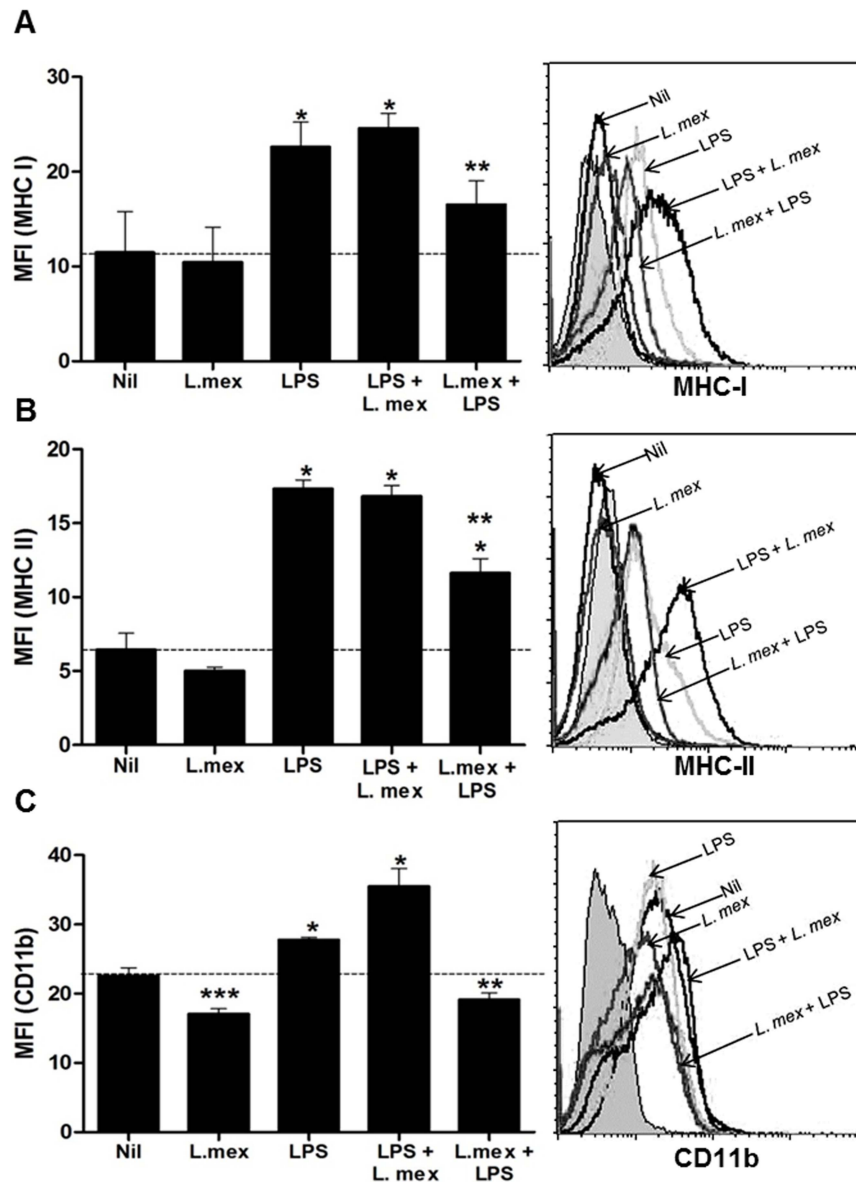 A
MFI (MHC I)
30
20
10
0
*
*
**
Nil
L.mex
LPS
LPS +
L. mex
L.mex +
LPS
Nil
L. mex
LPS
LPS + L. mex
L. mex + LPS
MHC-I
B
MFI (MHC II)
20
15
10
5
0
*
*
**
*
Nil
L.mex
LPS
LPS +
L. mex
L.mex +
LPS
Nil
L. mex
LPS + L. mex
LPS
L. mex + LPS
MHC-II
C
MFI (CD11b)
40
30
20
10
0
***
*
*
**
Nil
L.mex
LPS
LPS +
L. mex
L.mex +
LPS
LPS
Nil
L. mex
LPS + L. mex
L. mex + LPS
CD11b